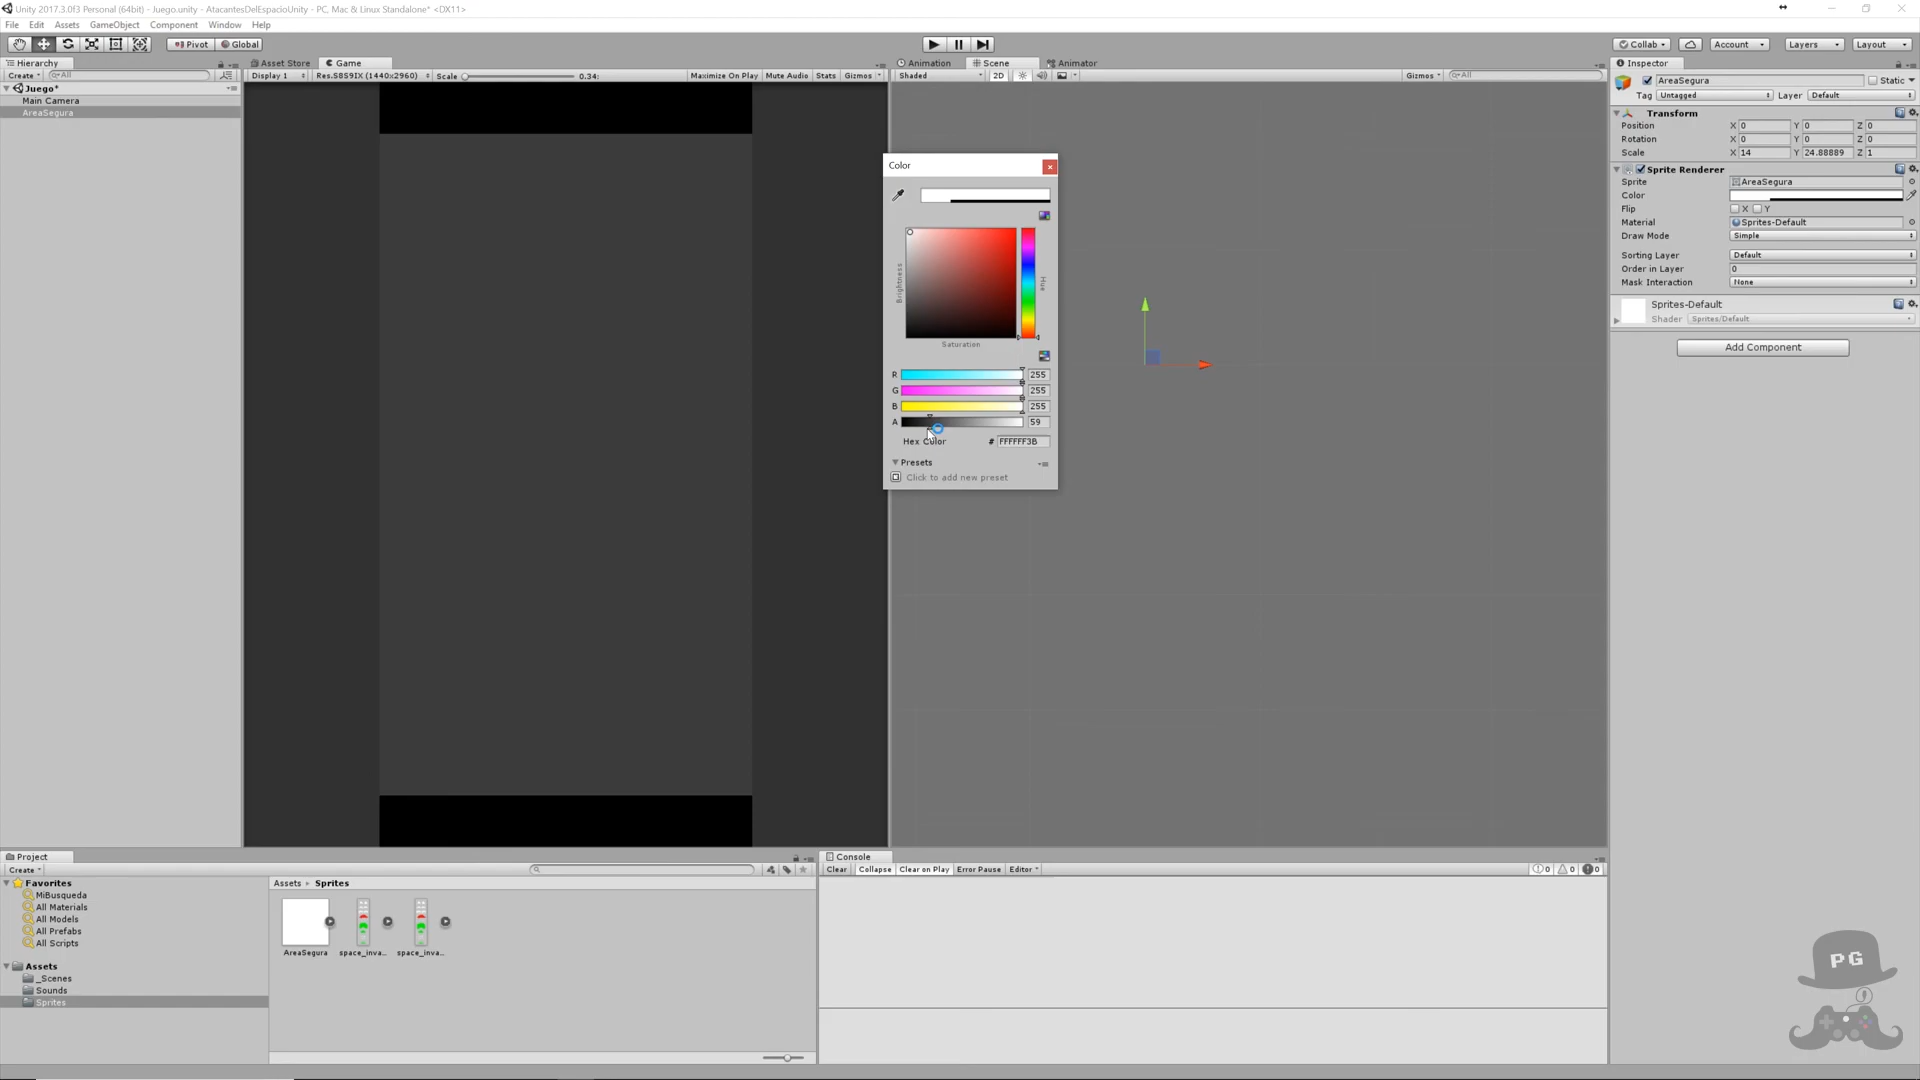 Unity 2017.3.0f3 Personal (64bit) - Juego.unity - AtacantesDelEspacioUnity - PC, Mac & Linux Standalone* <DX11>
File Edit Assets GameObject Component Window Help
Pivot Global
Collab Account Layers Layout
Hierarchy
Create All
Juego*
Main Camera
AreaSegura
Asset Store Game
Display 1 Res.S8S9IX (1440x2960) Scale 0.34: Maximize On Play Mute Audio Stats Gizmos
Animation Scene Animator
Shaded 2D Gizmos All
Color
Brightness
Hue
Saturation
R 255
G 255
B 255
A 59
Hex Color # FFFFFF3B
Presets
Click to add new preset
Inspector
AreaSegura Static
Tag Untagged Layer Default
Transform
Position X 0 Y 0 Z 0
Rotation X 0 Y 0 Z 0
Scale X 14 Y 24.88889 Z 1
Sprite Renderer
Sprite AreaSegura
Color
Flip X Y
Material Sprites-Default
Draw Mode Simple
Sorting Layer Default
Order in Layer 0
Mask Interaction None
Sprites-Default
Shader Sprites/Default
Add Component
Project
Create
Favorites
MiBusqueda
All Materials
All Models
All Prefabs
All Scripts
Assets
_Scenes
Sounds
Sprites
Assets Sprites
AreaSegura space_inva... space_inva...
Console
Clear Collapse Clear on Play Error Pause Editor 0 0 0
PG